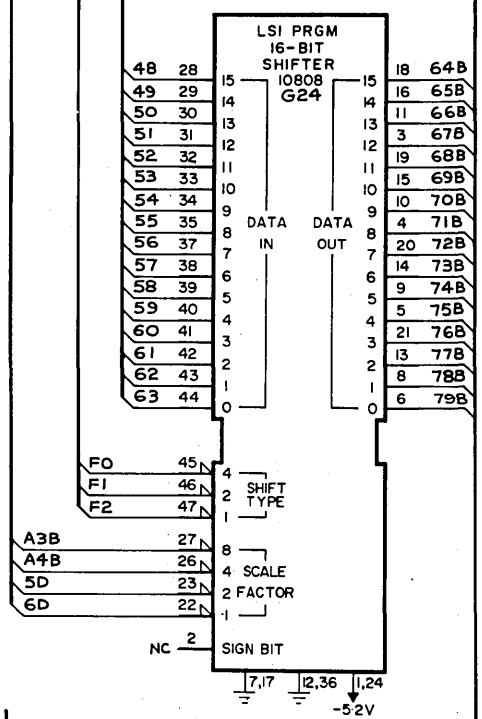 LSI PRGM
16-BIT
SHIFTER
10808
G24
48 28 15 15 18 64B
49 29 14 14 16 65B
50 30 13 13 11 66B
51 31 12 12 3 67B
52 32 11 11 19 68B
53 33 10 10 15 69B
54 34 9 9 10 70B
55 35 8 DATA DATA 8 4 71B
56 37 7 IN OUT 7 20 72B
57 38 6 6 14 73B
58 39 5 5 9 74B
59 40 4 4 5 75B
60 41 3 3 21 76B
61 42 2 2 13 77B
62 43 1 1 8 78B
63 44 0 0 6 79B
F0 45 4
F1 46 2 SHIFT
F2 47 1 TYPE
A3B 27 8
A4B 26 4 SCALE
5D 23 2 FACTOR
6D 22 1
NC 2 SIGN BIT
7,17 12,36 1,24
-5.2V